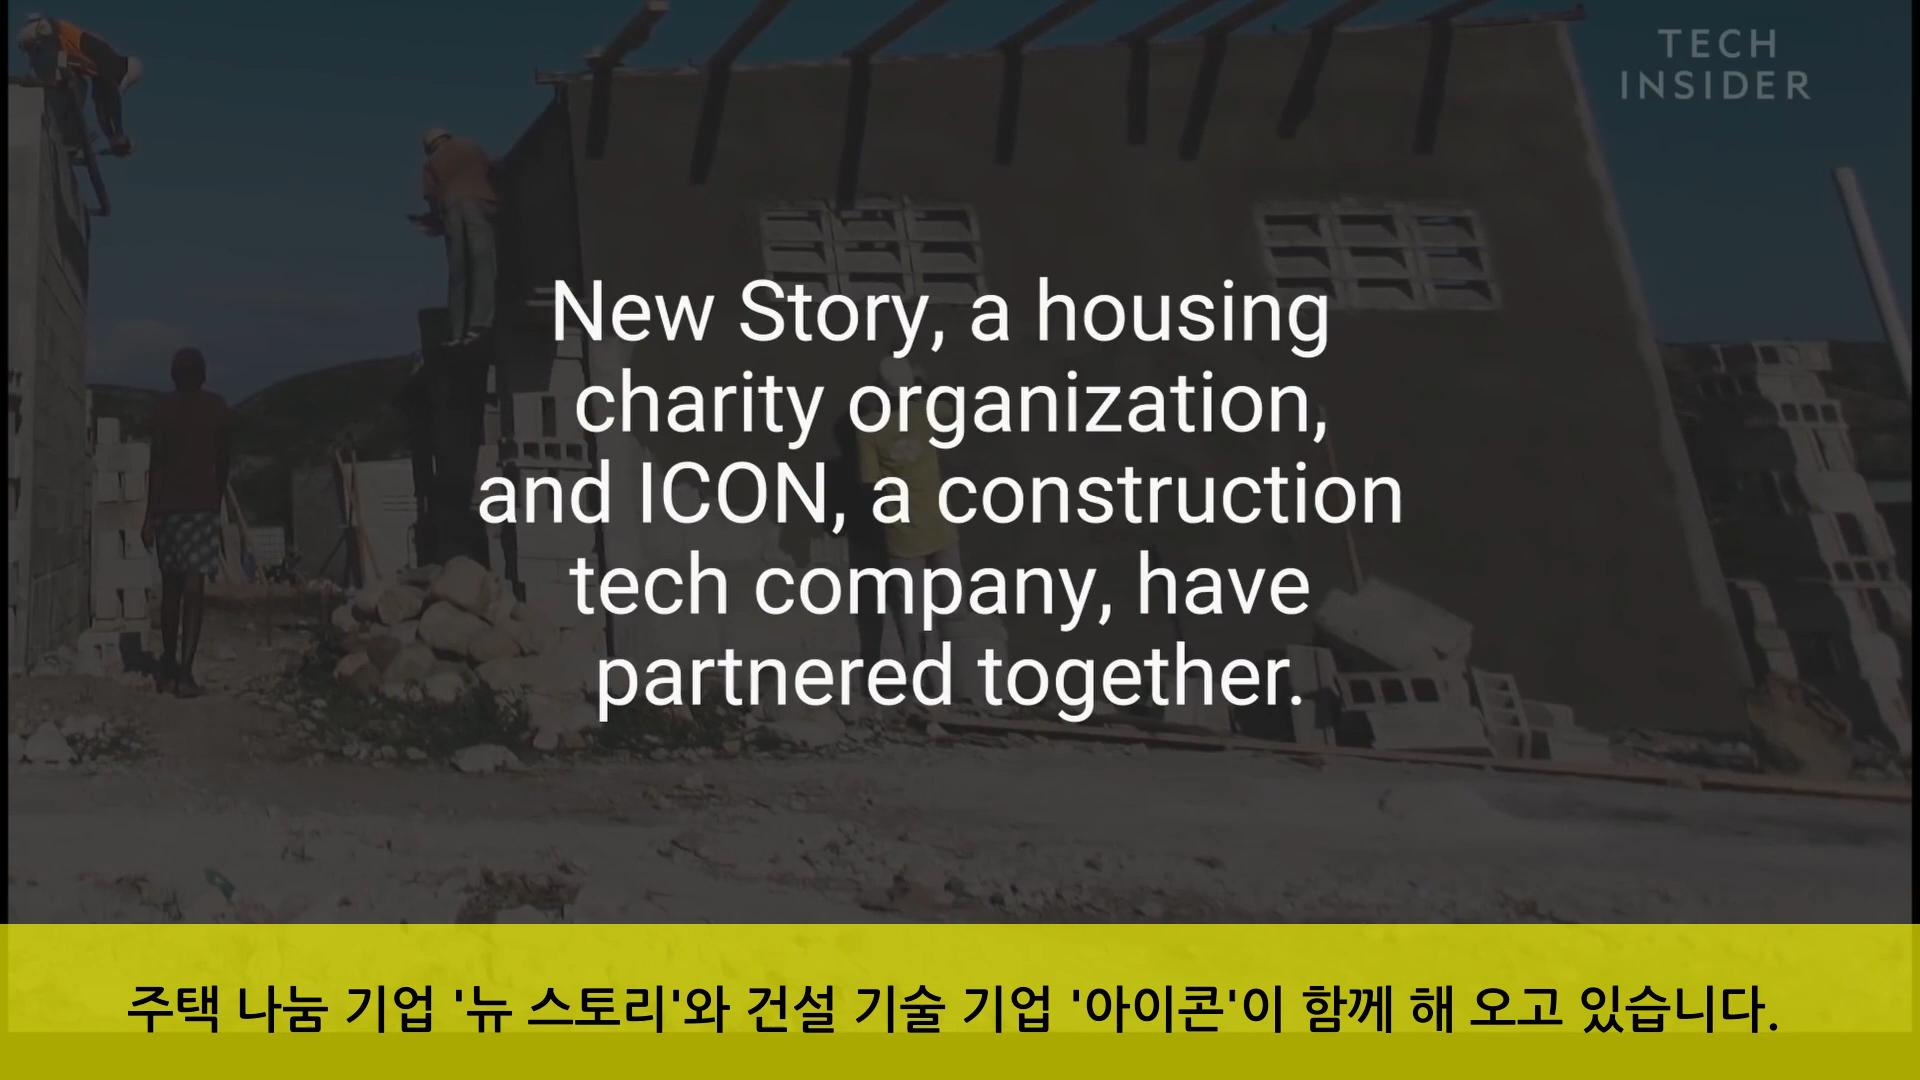 TECH
INSIDER
New Story, a housing
charity organization,
and ICON, a construction
tech company, have
partnered together.
주택 나눔 기업 '뉴 스토리'와 건설 기술 기업 '아이콘'이 함께 해 오고 있습니다.